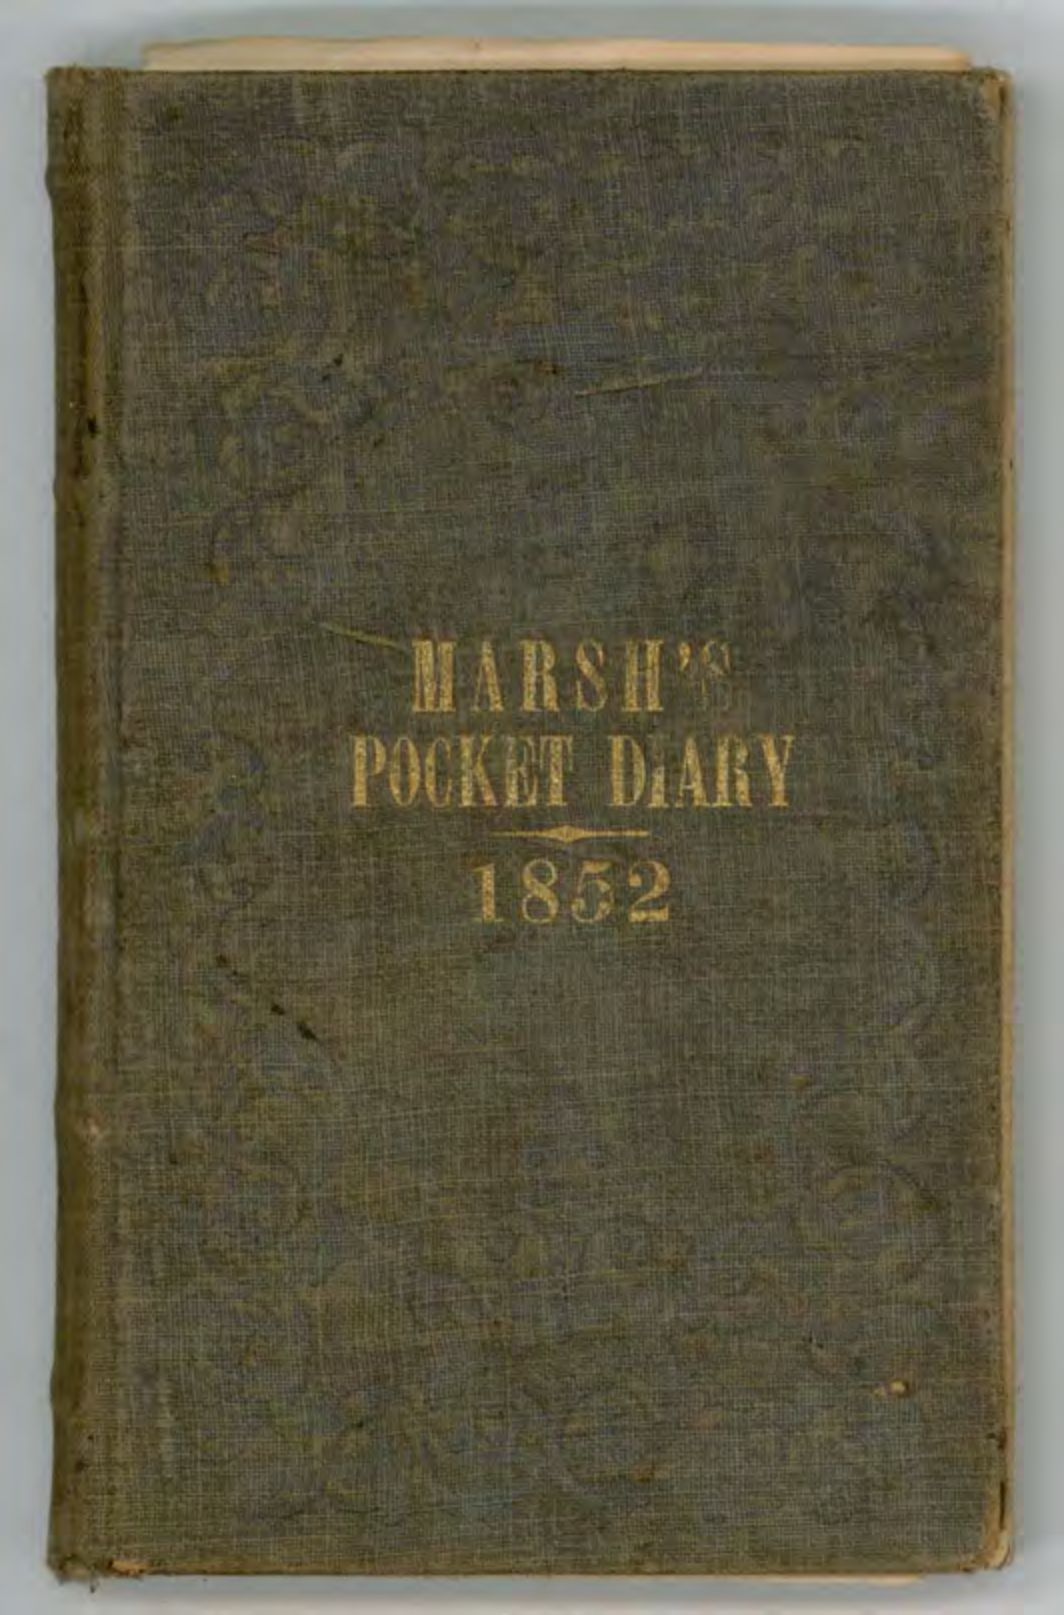 MARSH'S
POCKET DIARY
1852